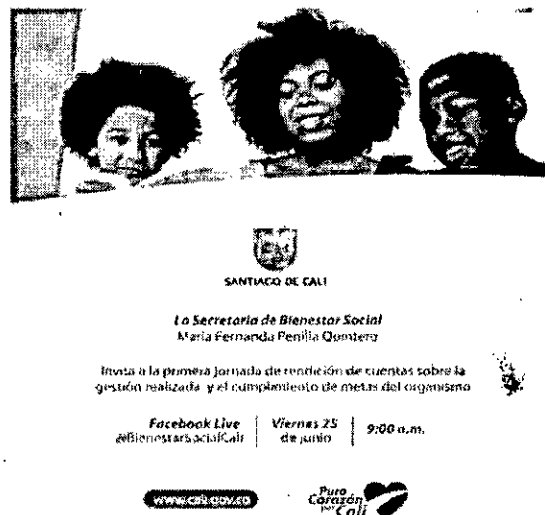 SANTIAGO DE CALI
La Secretaria de Bienestar Social
María Fernanda Penilla Quintero
Invita a la primera jornada de rendición de cuentas sobre la
gestión realizada y el cumplimiento de metas del organismo
Facebook Live
@BienestarSocialCali
Viernes 25
de junio
9:00 a.m.
www.cali.gov.co
Puro
Corazón
por Cali